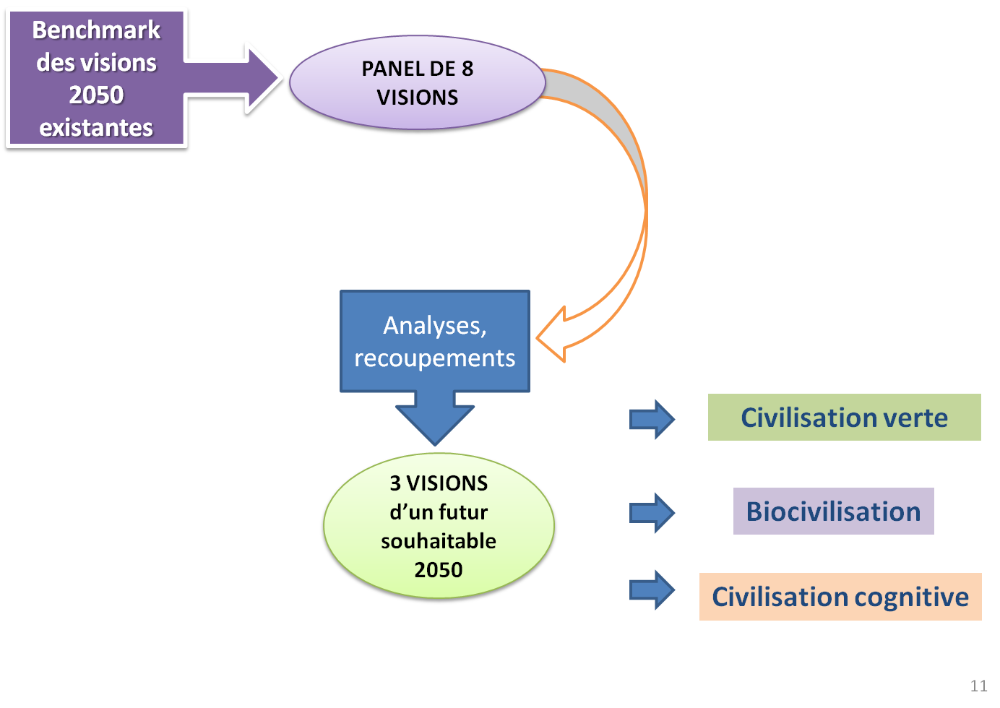 Benchmark
des visions
2050
existantes
PANEL DE 8
VISIONS
Analyses,
recoupements
3 VISIONS
d’un futur
souhaitable
2050
Civilisation verte
Biocivilisation
Civilisation cognitive
11